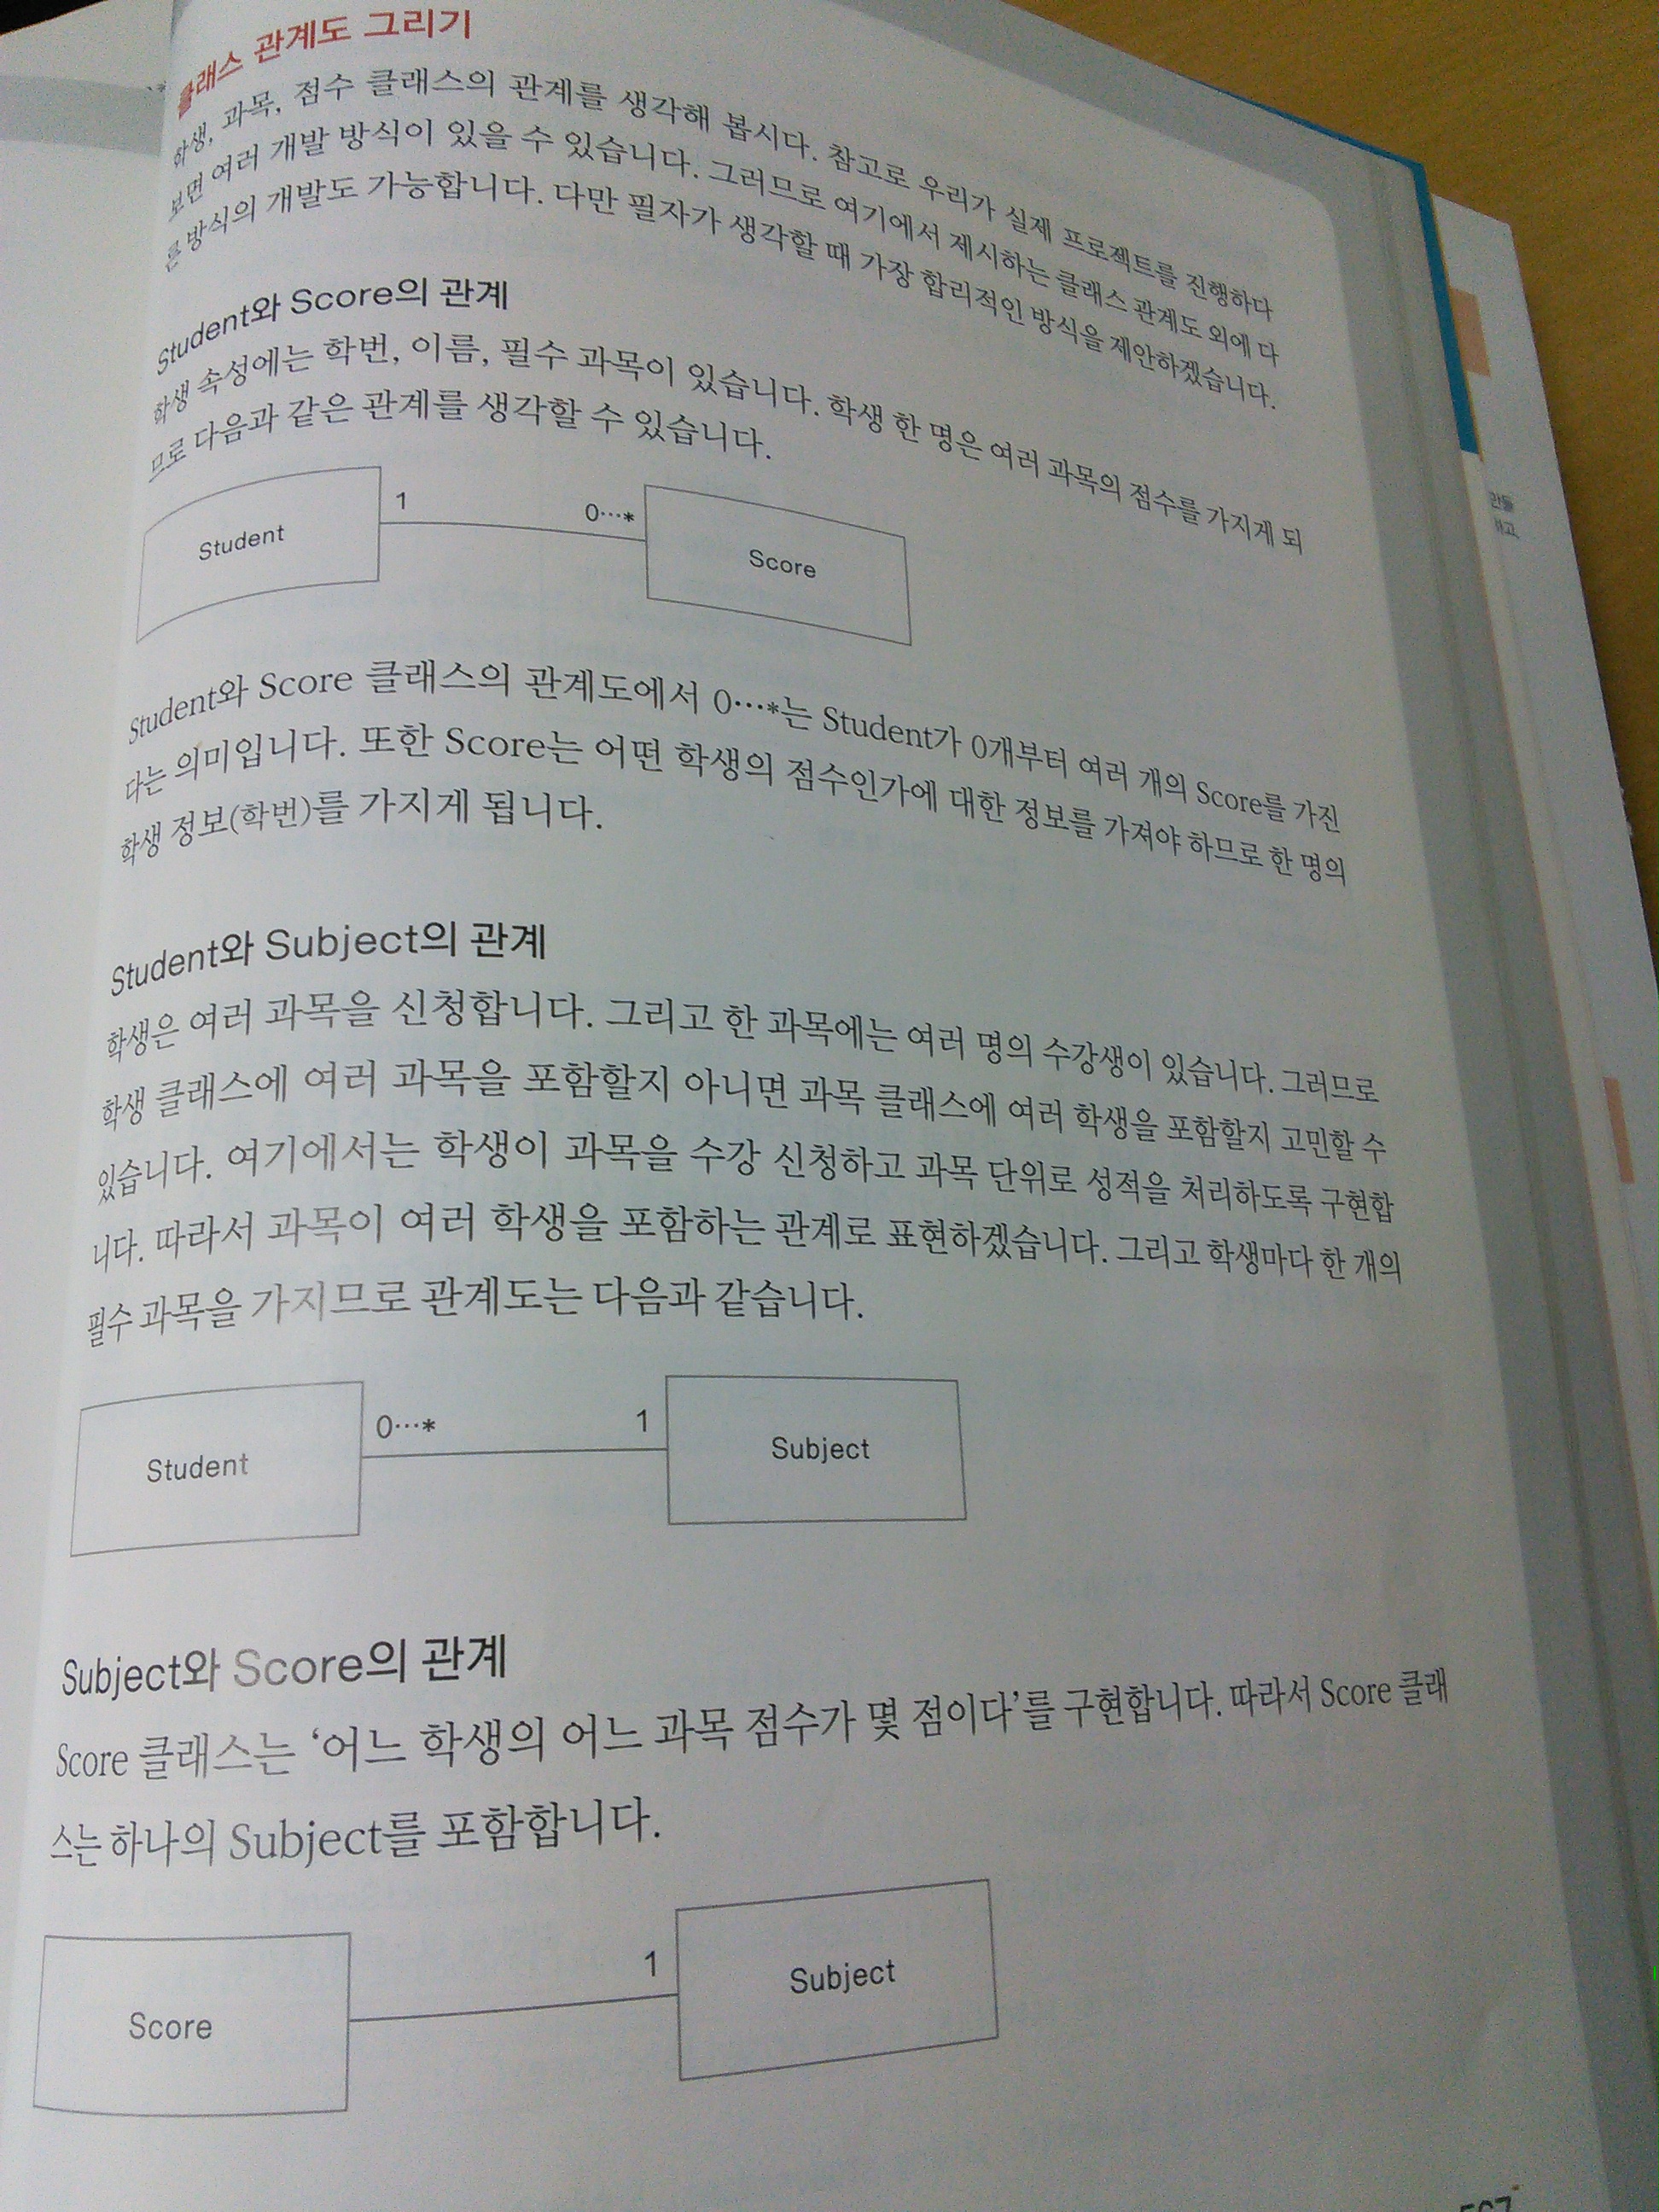 클래스 관계도 그리기
학생, 과목, 점수 클래스의 관계를 생각해 봅시다. 참고로 우리가 실제 프로젝트를 진행하다
보면 여러 개발 방식이 있을 수 있습니다. 그러므로 여기에서 제시하는 클래스 관계도 외에 다
른 방식의 개발도 가능합니다. 다만 필자가 생각할 때 가장 합리적인 방식을 제안하겠습니다.
Student와 Score의 관계
학생 속성에는 학번, 이름, 필수 과목이 있습니다. 학생 한 명은 여러 과목의 점수를 가지게 되
므로 다음과 같은 관계를 생각할 수 있습니다.
Student 1 0…* Score
Student와 Score 클래스의 관계도에서 0…*는 Student가 0개부터 여러 개의 Score를 가진
다는 의미입니다. 또한 Score는 어떤 학생의 점수인가에 대한 정보를 가져야 하므로 한 명의
학생 정보(학번)를 가지게 됩니다.
Student와 Subject의 관계
학생은 여러 과목을 신청합니다. 그리고 한 과목에는 여러 명의 수강생이 있습니다. 그러므로
학생 클래스에 여러 과목을 포함할지 아니면 과목 클래스에 여러 학생을 포함할지 고민할 수
있습니다. 여기에서는 학생이 과목을 수강 신청하고 과목 단위로 성적을 처리하도록 구현합
니다. 따라서 과목이 여러 학생을 포함하는 관계로 표현하겠습니다. 그리고 학생마다 한 개의
필수 과목을 가지므로 관계도는 다음과 같습니다.
Student 0…* 1 Subject
Subject와 Score의 관계
Score 클래스는 ‘어느 학생의 어느 과목 점수가 몇 점이다’를 구현합니다. 따라서 Score 클래
스는 하나의 Subject를 포함합니다.
Score 1 Subject